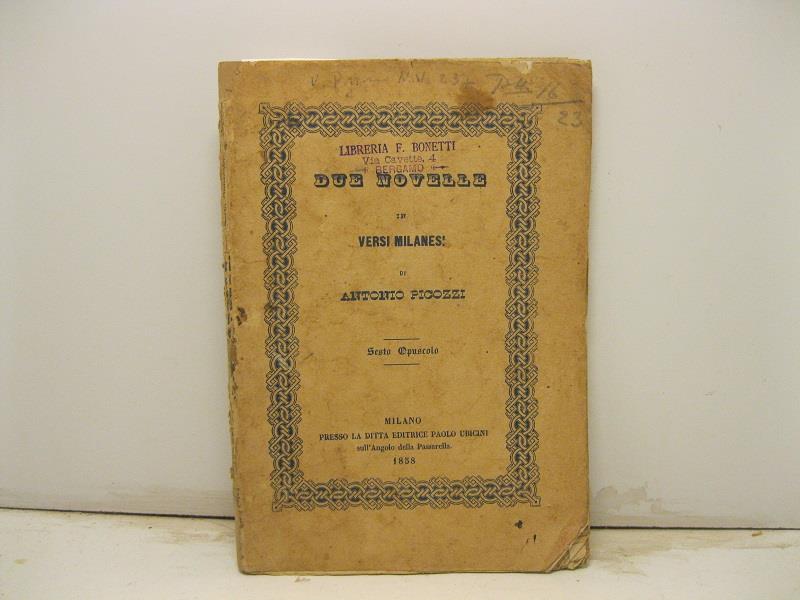 23
LIBRERIA F. BONETTI
Via Cavette, 4
BERGAMO
DUE NOVELLE
IN
VERSI MILANESI
DI
ANTONIO PICOZZI
Sesto Opuscolo
MILANO
PRESSO LA DITTA EDITRICE PAOLO UBICINI
sull'Angolo della Passarella.
1858